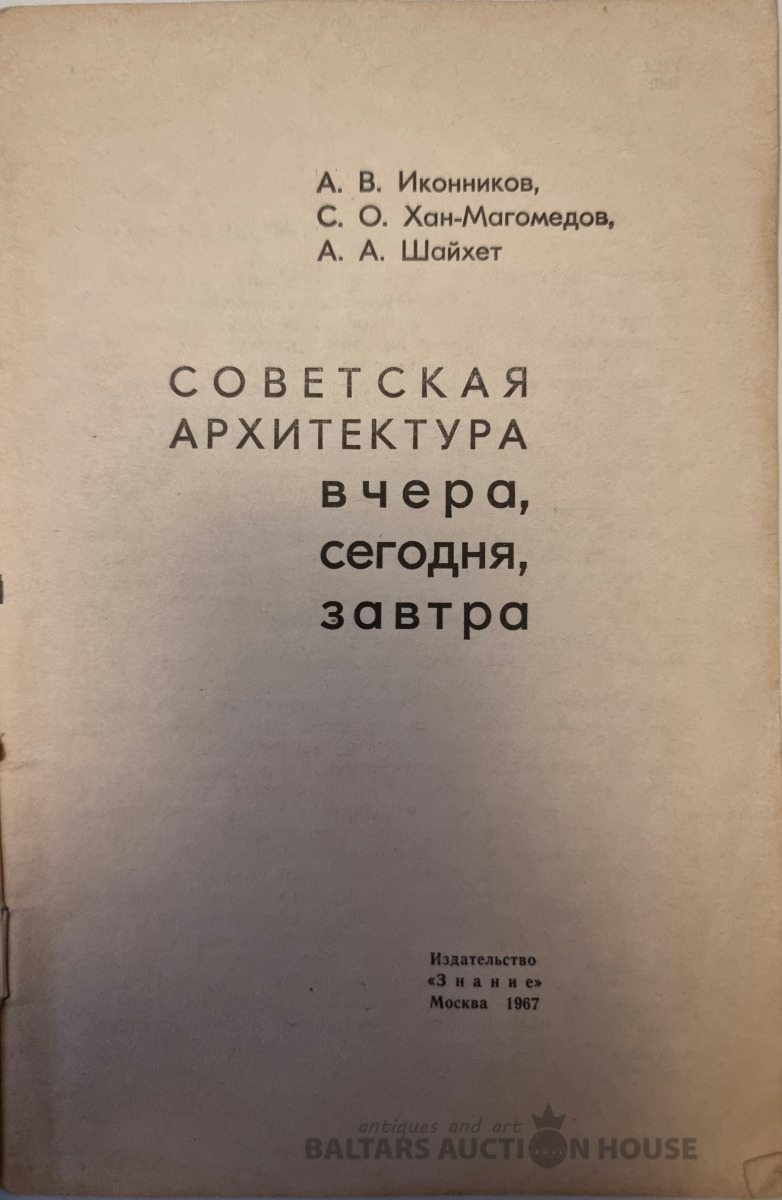 А. В. Иконников,
С. О. Хан-Магомедов,
А. А. Шайхет
СОВЕТСКАЯ
АРХИТЕКТУРА
вчера,
сегодня,
завтра
Издательство
«Знание»
Москва 1967
antiques and art
BALTARS AUCTION HOUSE